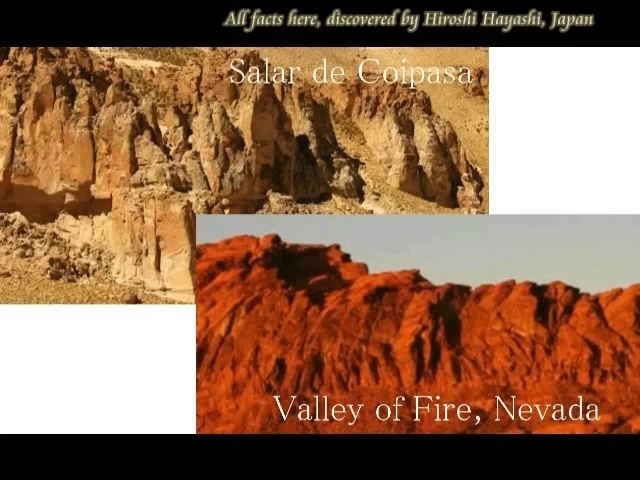 All facts here, discovered by Hiroshi Hayashi, Japan
Salar de Coipasa
Valley of Fire, Nevada